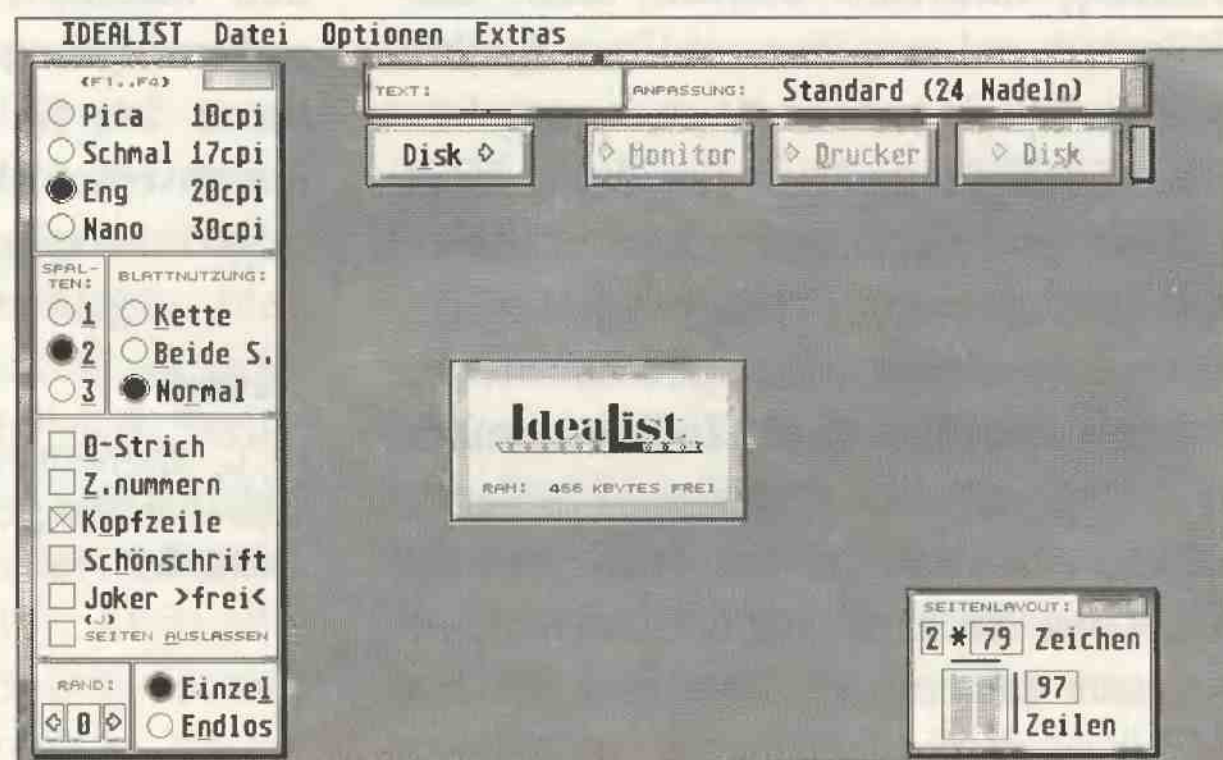 IDEALIST Datei Optionen Extras
(F1..F4)
Pica 10cpi
Schmal 17cpi
Eng 20cpi
Nano 30cpi
SPAL-
TEN:
1
2
3
BLATTNUTZUNG:
Kette
Beide S.
Normal
0-Strich
Z.nummern
Kopfzeile
Schönschrift
Joker >frei<
(J)
SEITEN AUSLASSEN
RAND:
0
Einzel
Endlos
TEXT:
ANPASSUNG: Standard (24 Nadeln)
Disk
Monitor
Drucker
Disk
IdeaList
RAM: 466 KBYTES FREI
SEITENLAYOUT:
2 * 79 Zeichen
97
Zeilen